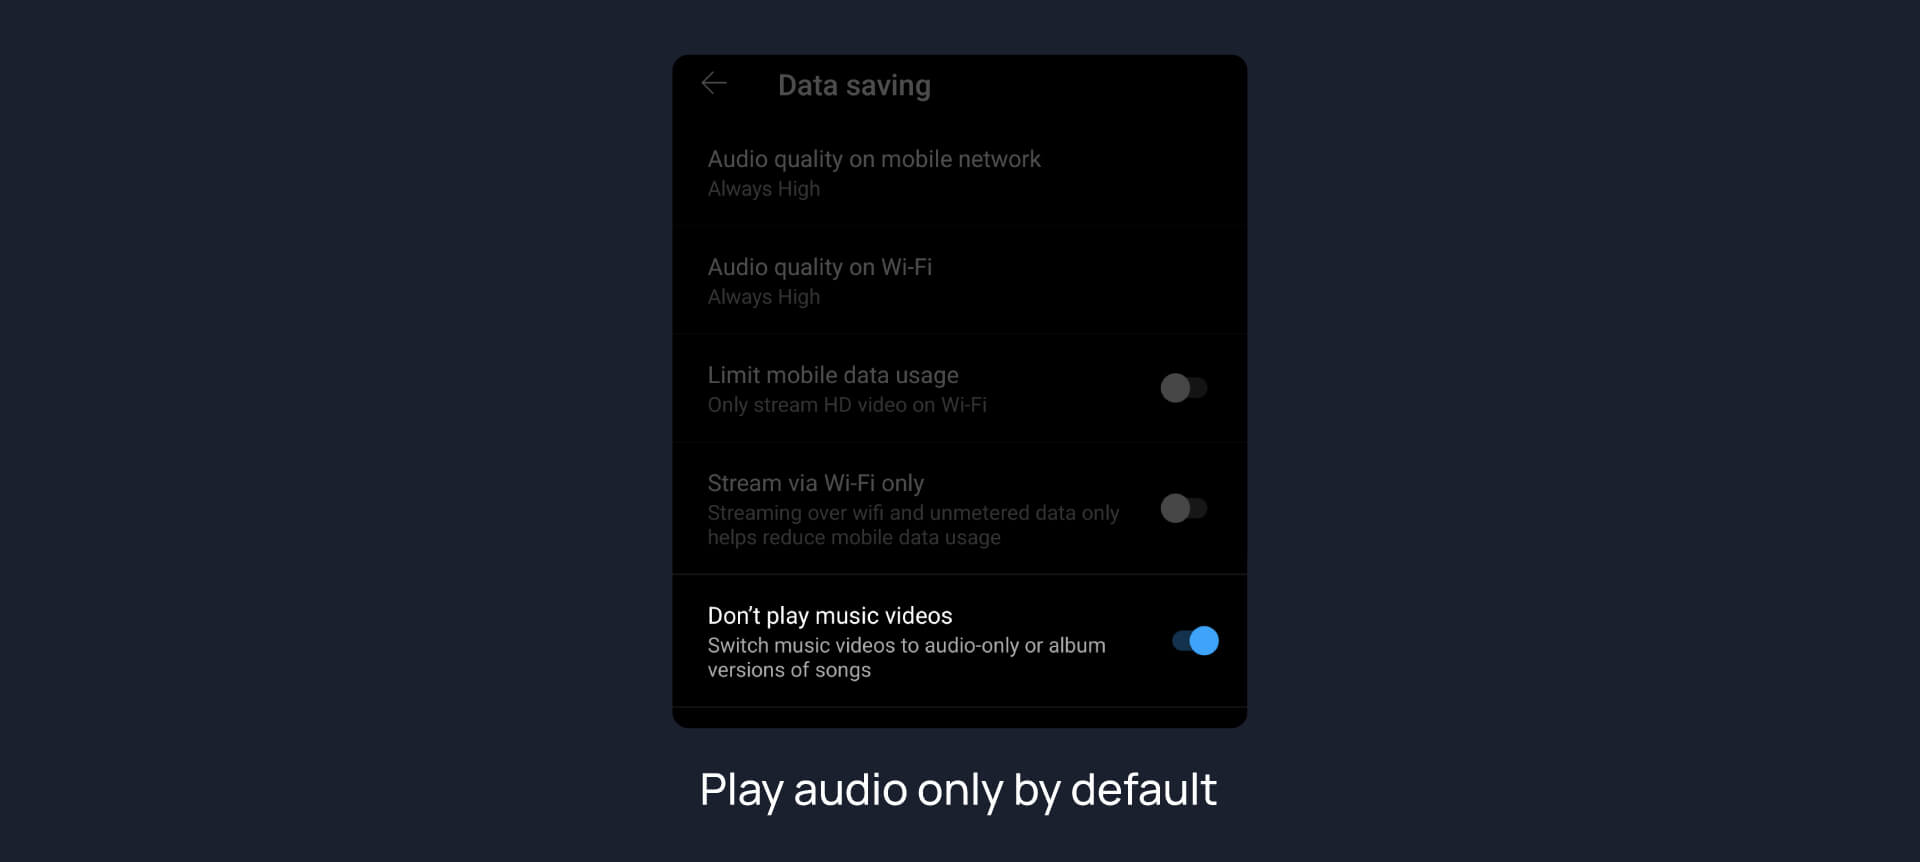 Data saving
Audio quality on mobile network
Always High
Audio quality on Wi-Fi
Always High
Limit mobile data usage
Only stream HD video on Wi-Fi
Stream via Wi-Fi only
Streaming over wifi and unmetered data only
helps reduce mobile data usage
Don’t play music videos
Switch music videos to audio-only or album
versions of songs
Play audio only by default